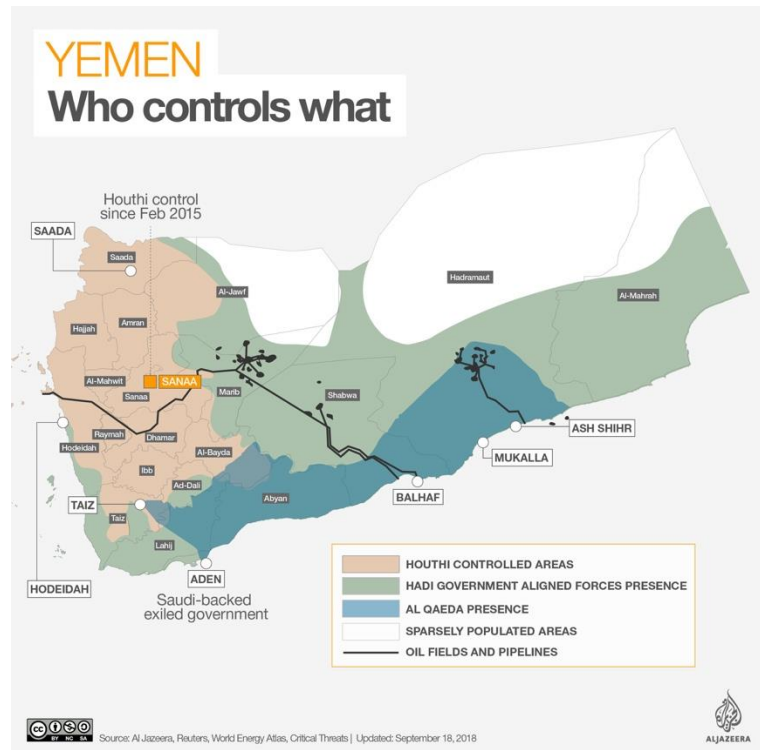 YEMEN
Who controls what
Houthi control
since Feb 2015
SAADA
Saada
Al-Jawf
Hadramaut
Al-Mahrah
Amran
Hajjah
Al-Mahwit
SANAA
Sanaa
Marib
Shabwa
Hodeidah
Raymah
Dhamar
Al-Bayda
ASH SHIHR
MUKALLA
Ibb
Ad-Dali
Abyan
BALHAF
TAIZ
Taiz
Lahij
HODEIDAH
ADEN
Saudi-backed
exiled government
HOUTHI CONTROLLED AREAS
HADI GOVERNMENT ALIGNED FORCES PRESENCE
AL QAEDA PRESENCE
SPARSELY POPULATED AREAS
OIL FIELDS AND PIPELINES
cc
BY NC SA
Source: Al Jazeera, Reuters, World Energy Atlas, Critical Threats | Updated: September 18, 2018
ALJAZEERA